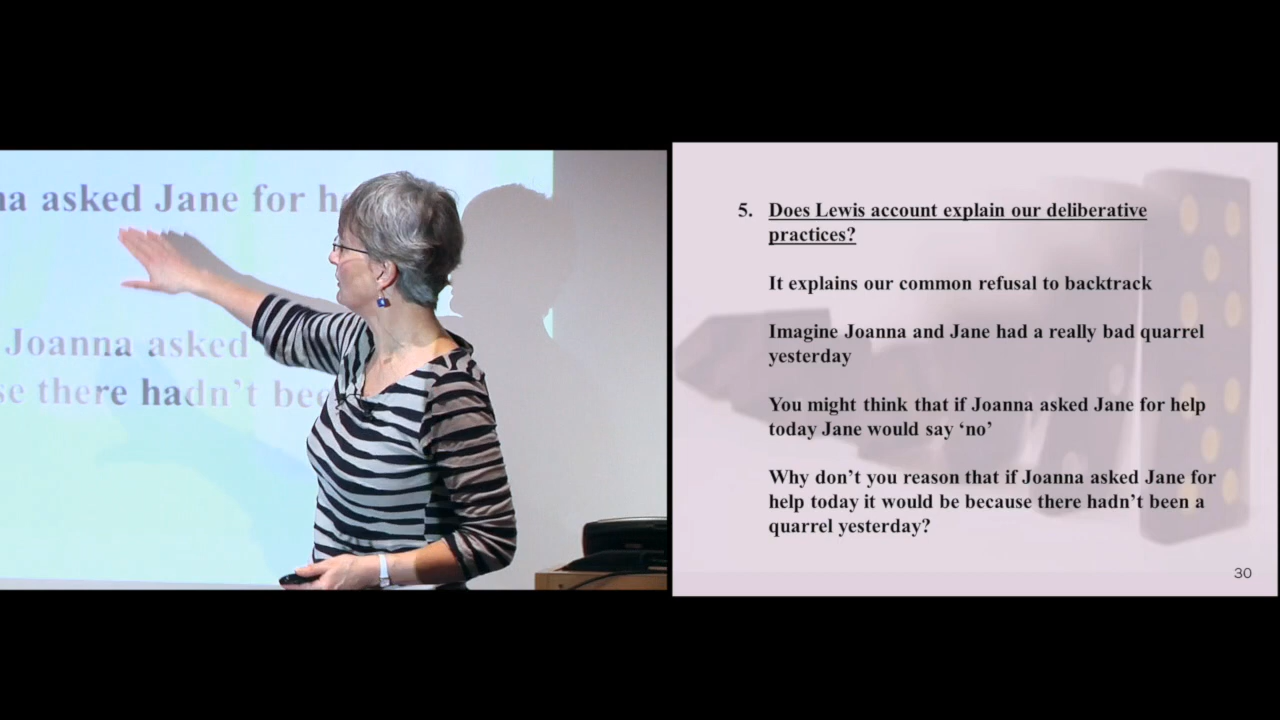 asked Jane for
Joanna asked
there hadn’t
5. Does Lewis account explain our deliberative
practices?
It explains our common refusal to backtrack
Imagine Joanna and Jane had a really bad quarrel
yesterday
You might think that if Joanna asked Jane for help
today Jane would say ‘no’
Why don’t you reason that if Joanna asked Jane for
help today it would be because there hadn’t been a
quarrel yesterday?
30